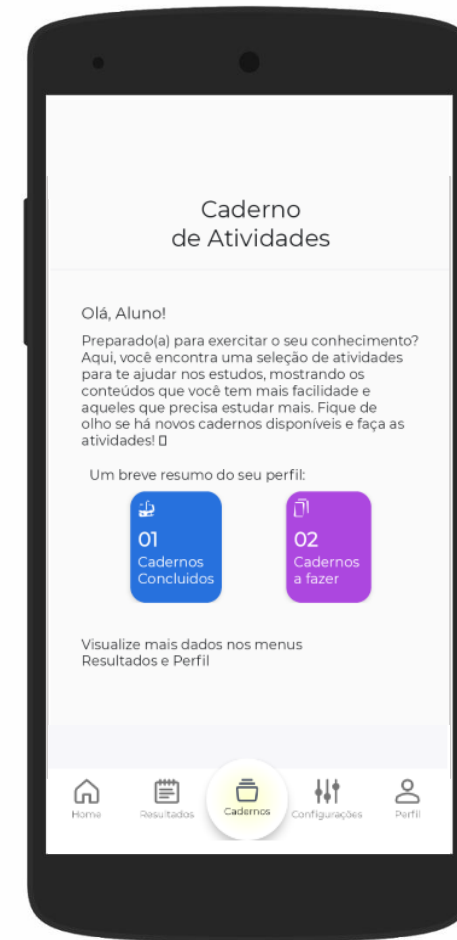 Caderno
de Atividades
Olá, Aluno!
Preparado(a) para exercitar o seu conhecimento?
Aqui, você encontra uma seleção de atividades
para te ajudar nos estudos, mostrando os
conteúdos que você tem mais facilidade e
aqueles que precisa estudar mais. Fique de
olho se há novos cadernos disponíveis e faça as
atividades!
Um breve resumo do seu perfil:
01
Cadernos
Concluidos
02
Cadernos
a fazer
Visualize mais dados nos menus
Resultados e Perfil
Home
Resultados
Cadernos
Configurações
Perfil